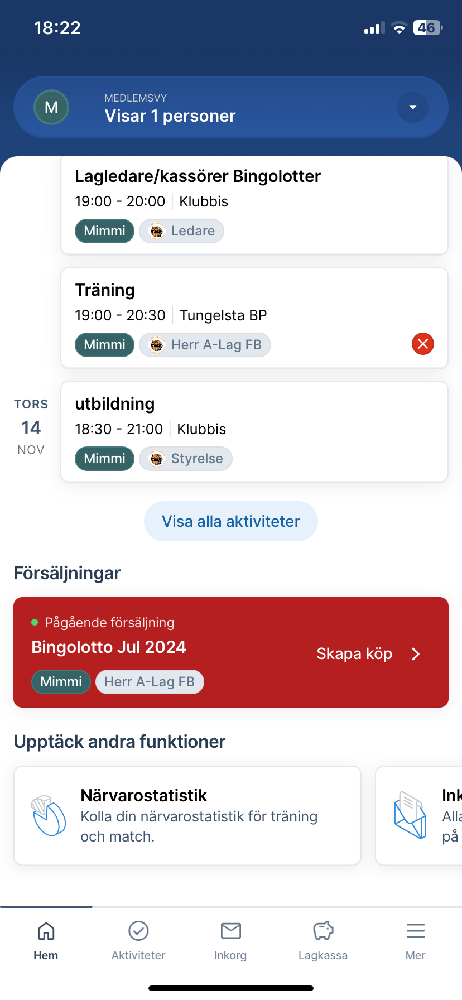 18:22
46
M
MEDLEMSVY
Visar 1 personer
Lagledare/kassörer Bingolotter
19:00 - 20:00 Klubbis
Mimmi Ledare
Träning
19:00 - 20:30 Tungelsta BP
Mimmi Herr A-Lag FB
TORS
14
NOV
utbildning
18:30 - 21:00 Klubbis
Mimmi Styrelse
Visa alla aktiviteter
Försäljningar
Pågående försäljning
Bingolotto Jul 2024
Skapa köp
Mimmi Herr A-Lag FB
Upptäck andra funktioner
Närvarostatistik
Kolla din närvarostatistik för träning
och match.
Ink
Alla
på
Hem Aktiviteter Inkorg Lagkassa Mer